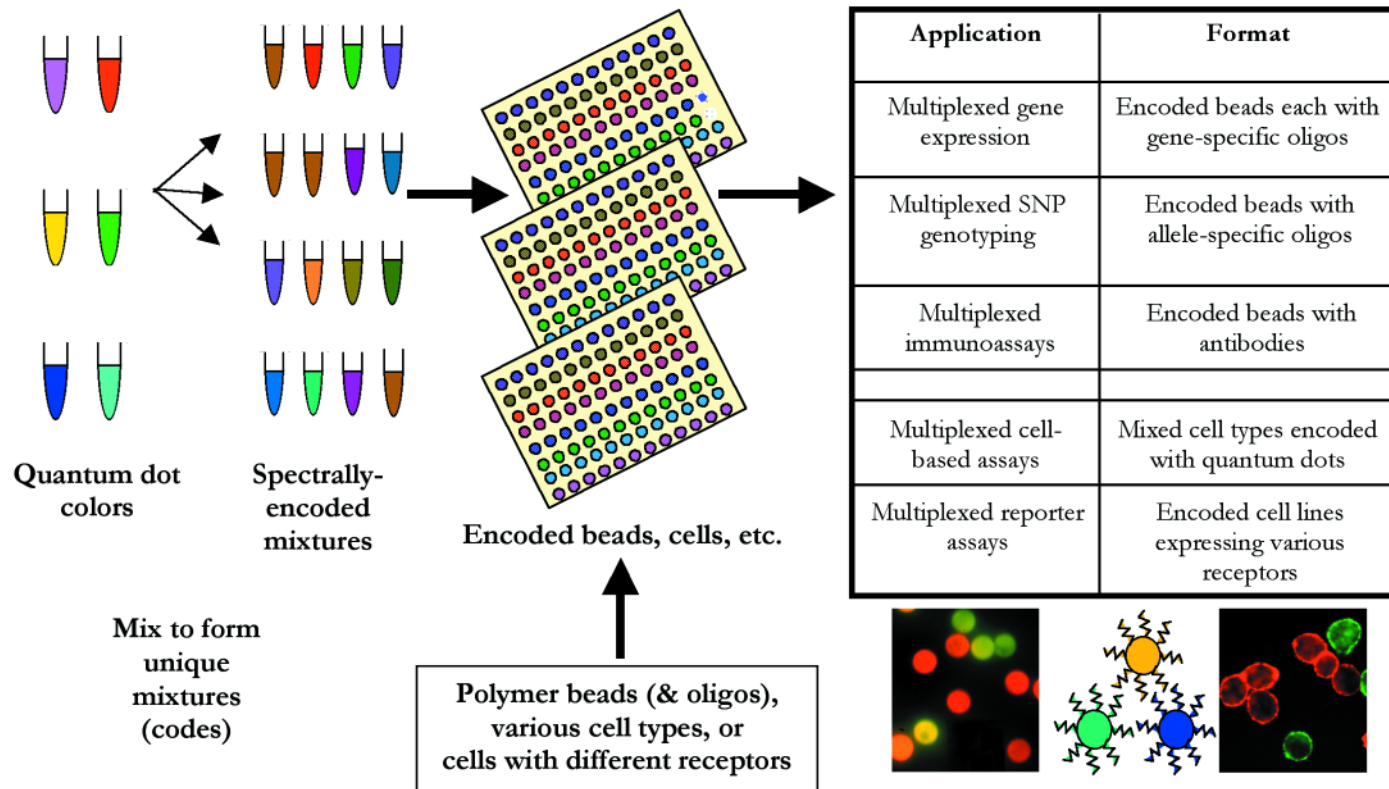 Quantum dot
colors
Spectrally-
encoded
mixtures
Mix to form
unique
mixtures
(codes)
Encoded beads, cells, etc.
Polymer beads (& oligos),
various cell types, or
cells with different receptors
Application
Format
Multiplexed gene
expression
Encoded beads each with
gene-specific oligos
Multiplexed SNP
genotyping
Encoded beads with
allele-specific oligos
Multiplexed
immunoassays
Encoded beads with
antibodies
Multiplexed cell-
based assays
Mixed cell types encoded
with quantum dots
Multiplexed reporter
assays
Encoded cell lines
expressing various
receptors